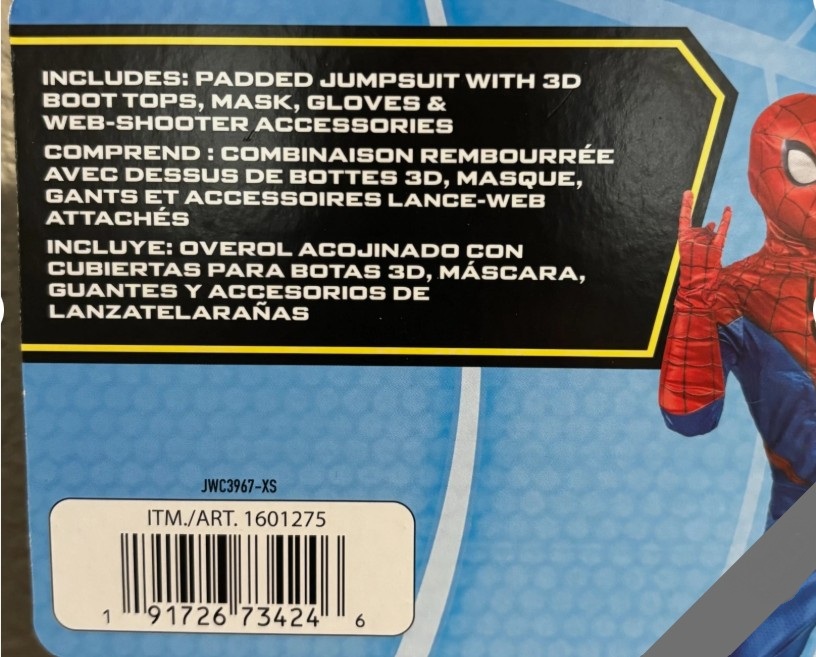 INCLUDES: PADDED JUMPSUIT WITH 3D
BOOT TOPS, MASK, GLOVES &
WEB-SHOOTER ACCESSORIES
COMPREND : COMBINAISON REMBOURRÉE
AVEC DESSUS DE BOTTES 3D, MASQUE,
GANTS ET ACCESSOIRES LANCE-WEB
ATTACHÉS
INCLUYE: OVEROL ACOJINADO CON
CUBIERTAS PARA BOTAS 3D, MÁSCARA,
GUANTES Y ACCESORIOS DE
LANZATELARAÑAS
JWC3967-XS
ITM./ART. 1601275
1 91726 73424 6